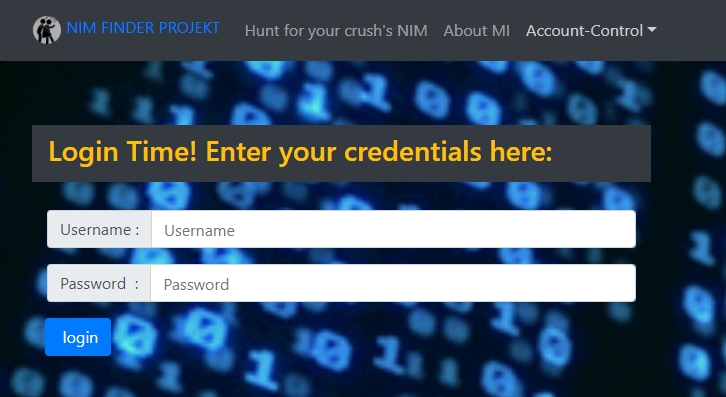 NIM FINDER PROJEKT Hunt for your crush's NIM About MI Account-Control
Login Time! Enter your credentials here:
Username : Username
Password : Password
login